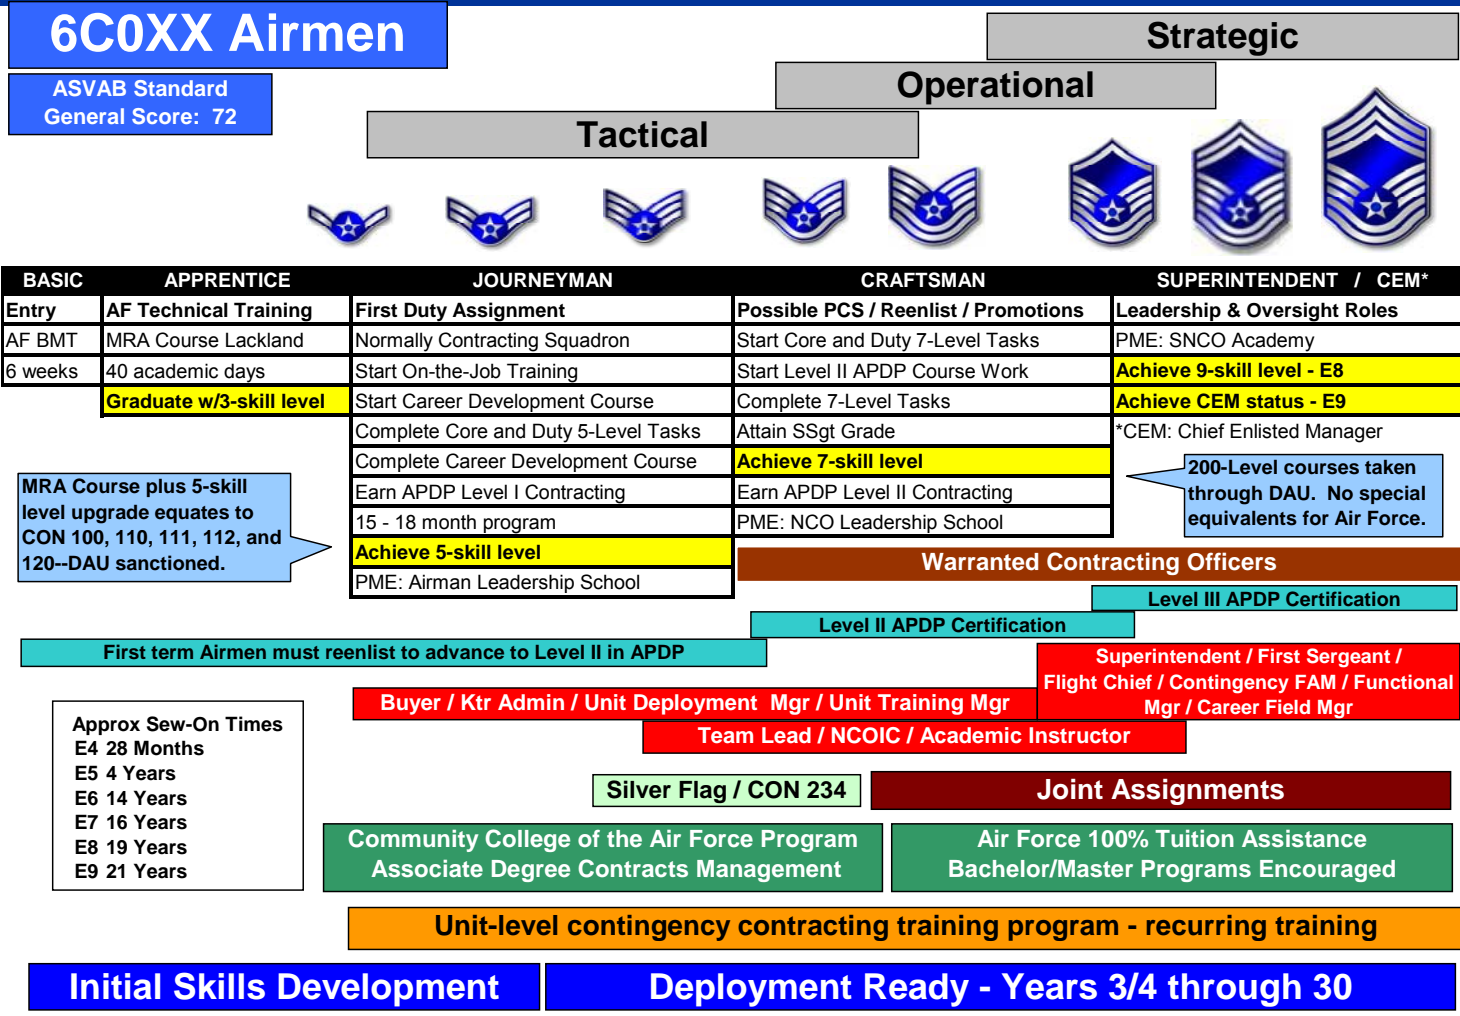 6C0XX Airmen
ASVAB Standard
General Score: 72
Strategic
Operational
Tactical
BASIC
Entry
AF BMT
6 weeks
APPRENTICE
AF Technical Training
MRA Course Lackland
40 academic days
Graduate w/3-skill level
JOURNEYMAN
First Duty Assignment
Normally Contracting Squadron
Start On-the-Job Training
Start Career Development Course
Complete Core and Duty 5-Level Tasks
Complete Career Development Course
Earn APDP Level I Contracting
15 - 18 month program
Achieve 5-skill level
PME: Airman Leadership School
CRAFTSMAN
Possible PCS / Reenlist / Promotions
Start Core and Duty 7-Level Tasks
Start Level II APDP Course Work
Complete 7-Level Tasks
Attain SSgt Grade
Achieve 7-skill level
Earn APDP Level II Contracting
PME: NCO Leadership School
SUPERINTENDENT / CEM*
Leadership & Oversight Roles
PME: SNCO Academy
Achieve 9-skill level - E8
Achieve CEM status - E9
*CEM: Chief Enlisted Manager
MRA Course plus 5-skill
level upgrade equates to
CON 100, 110, 111, 112, and
120--DAU sanctioned.
200-Level courses taken
through DAU. No special
equivalents for Air Force.
Warranted Contracting Officers
Level III APDP Certification
Level II APDP Certification
First term Airmen must reenlist to advance to Level II in APDP
Superintendent / First Sergeant /
Flight Chief / Contingency FAM / Functional
Mgr / Career Field Mgr
Buyer / Ktr Admin / Unit Deployment Mgr / Unit Training Mgr
Team Lead / NCOIC / Academic Instructor
Approx Sew-On Times
E4 28 Months
E5 4 Years
E6 14 Years
E7 16 Years
E8 19 Years
E9 21 Years
Silver Flag / CON 234
Joint Assignments
Community College of the Air Force Program
Associate Degree Contracts Management
Air Force 100% Tuition Assistance
Bachelor/Master Programs Encouraged
Unit-level contingency contracting training program - recurring training
Initial Skills Development
Deployment Ready - Years 3/4 through 30